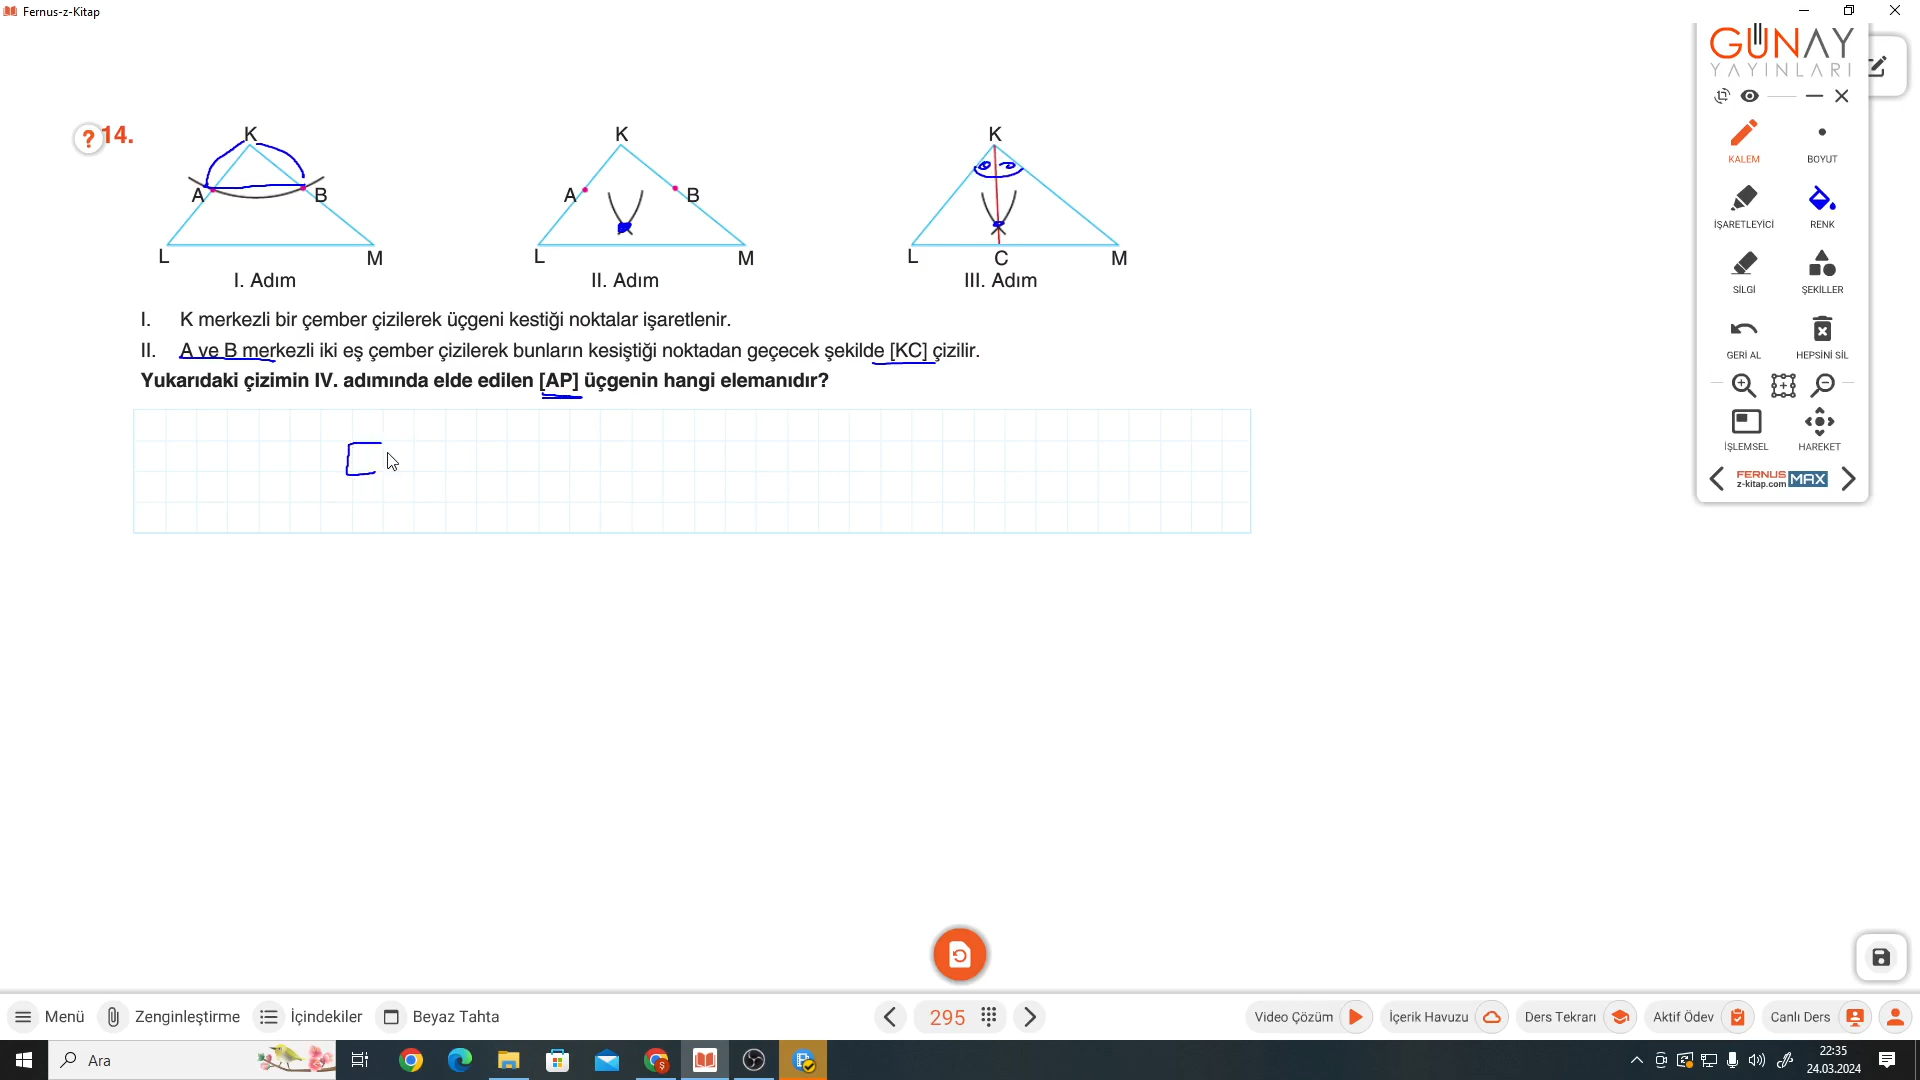 Fernus-z-Kitap
GÜNAY
YAYINLARI
KALEM
BOYUT
İŞARETLEYİCİ
RENK
SİLGİ
ŞEKİLLER
GERİ AL
HEPSİNİ SİL
İŞLEMSEL
HAREKET
FERNUS
z-kitap.com MAX
? 14.
K K K
A B A B
L M L M L C M
I. Adım II. Adım III. Adım
I. K merkezli bir çember çizilerek üçgeni kestiği noktalar işaretlenir.
II. A ve B merkezli iki eş çember çizilerek bunların kesiştiği noktadan geçecek şekilde [KC] çizilir.
Yukarıdaki çizimin IV. adımında elde edilen [AP] üçgenin hangi elemanıdır?
Menü Zenginleştirme İçindekiler Beyaz Tahta 295 Video Çözüm İçerik Havuzu Ders Tekrarı Aktif Ödev Canlı Ders
Ara
22:35
24.03.2024